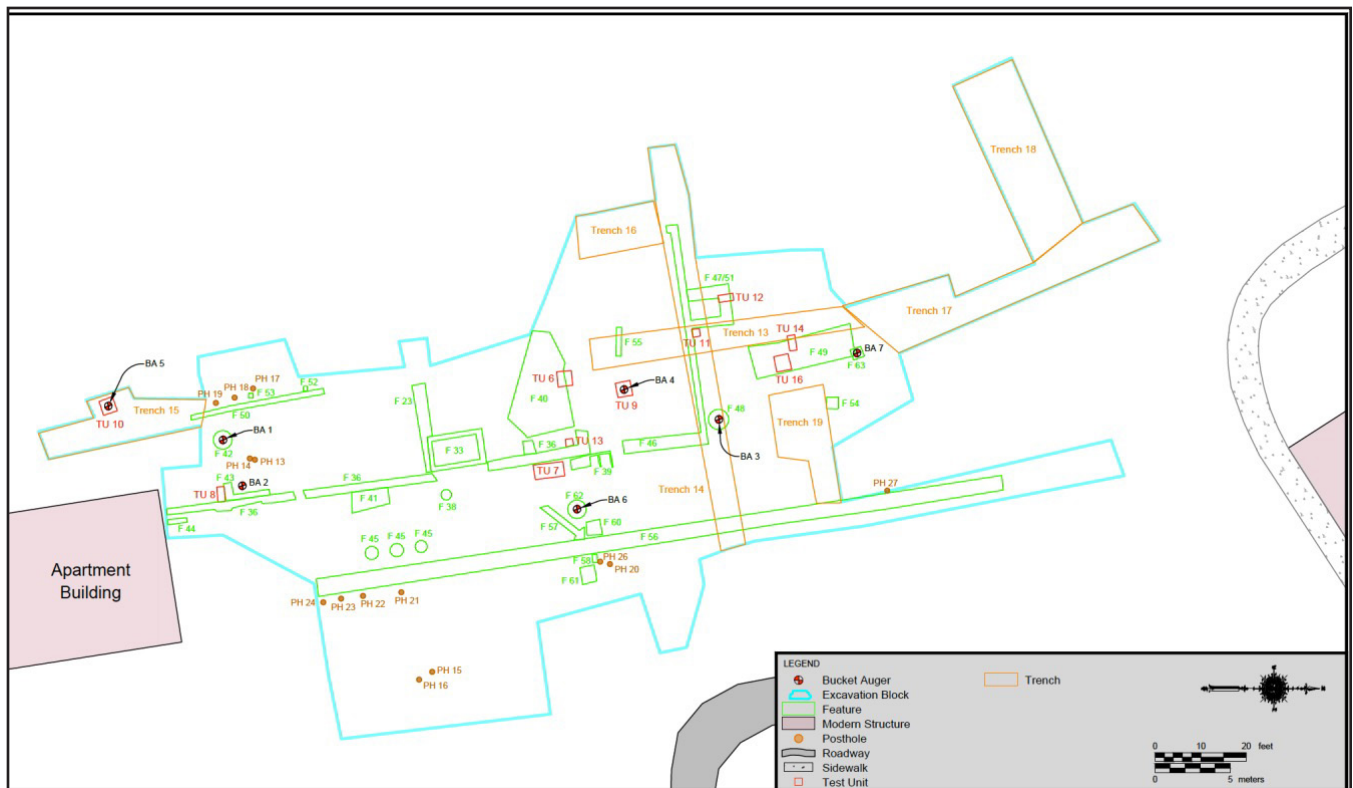 Trench 18
Trench 16
F 47/51
TU 12
Trench 17
Trench 13
TU 14
TU 11
F 55
F 49
BA 7
F 63
TU 16
BA 5
PH 17
PH 18
PH 19
F 52
F 53
TU 6
BA 4
TU 9
F 40
F 23
Trench 15
TU 10
F 50
F 54
F 48
BA 1
F 42
Trench 19
F 36
TU 13
F 46
F 33
BA 3
PH 14
PH 13
F 39
TU 7
F 36
F 43
BA 2
TU 8
Trench 14
PH 27
F 41
F 38
F 62
BA 6
F 36
F 44
F 57
F 60
F 56
F 45
F 45
F 45
F 58
PH 26
PH 20
F 61
Apartment
Building
PH 24
PH 23
PH 22
PH 21
PH 15
PH 16
LEGEND
Bucket Auger
Excavation Block
Feature
Modern Structure
Posthole
Roadway
Sidewalk
Test Unit
Trench
0 10 20 feet
0 5 meters